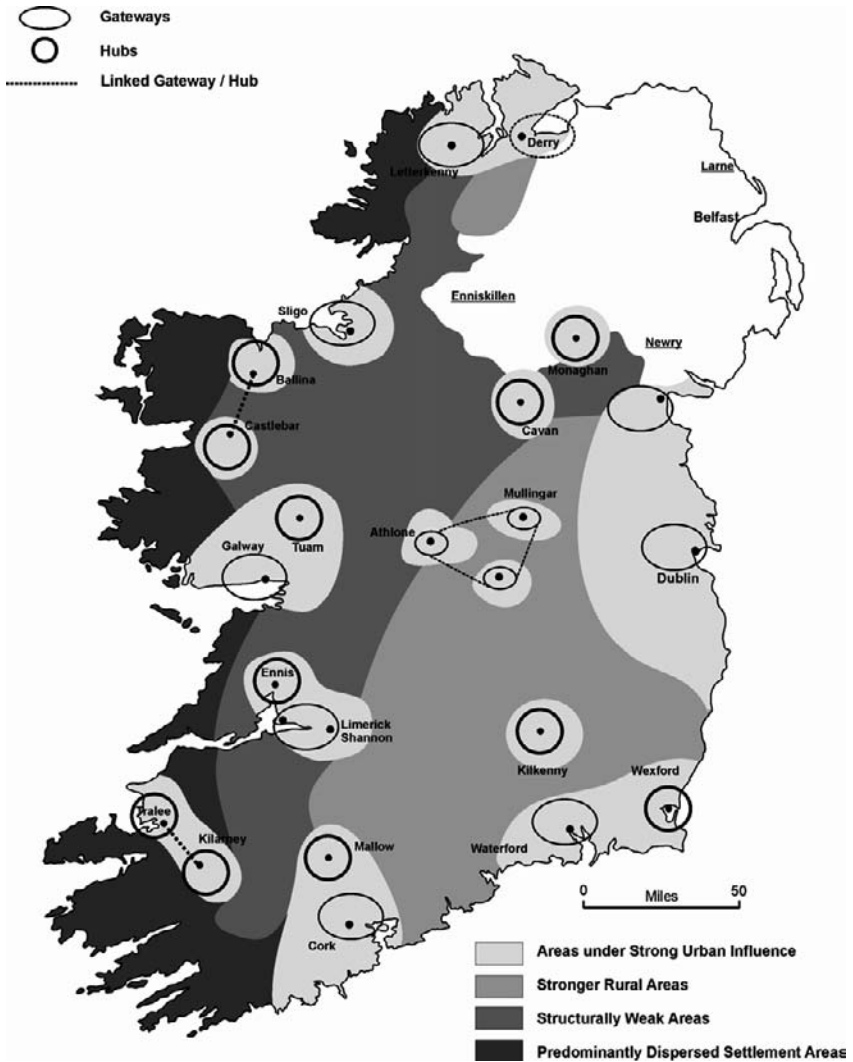 Gateways
Hubs
Linked Gateway / Hub
Derry
Letterkenny
Larne
Belfast
Enniskillen
Sligo
Newry
Monaghan
Ballina
Castlebar
Cavan
Mullingar
Athlone
Tuam
Galway
Dublin
Ennis
Limerick
Shannon
Kilkenny
Wexford
Tralee
Kilarney
Mallow
Waterford
Cork
Miles
0
50
Areas under Strong Urban Influence
Stronger Rural Areas
Structurally Weak Areas
Predominantly Dispersed Settlement Areas